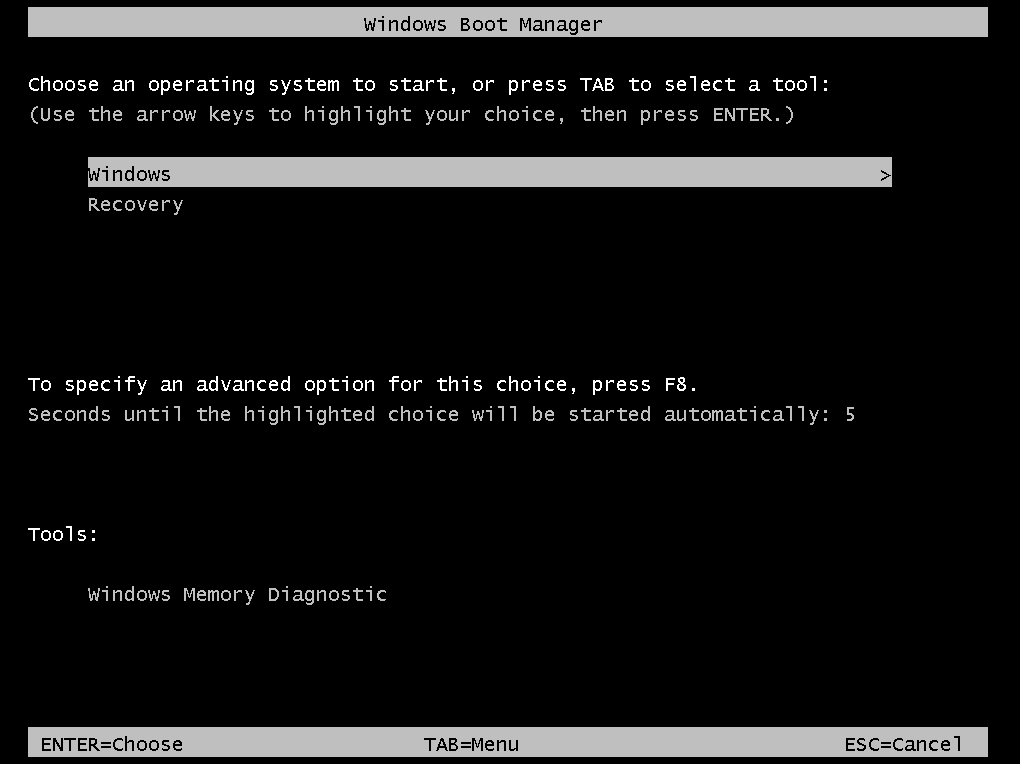 Windows Boot Manager
Choose an operating system to start, or press TAB to select a tool:
(Use the arrow keys to highlight your choice, then press ENTER.)
Windows >
Recovery
To specify an advanced option for this choice, press F8.
Seconds until the highlighted choice will be started automatically: 5
Tools:
Windows Memory Diagnostic
ENTER=Choose TAB=Menu ESC=Cancel